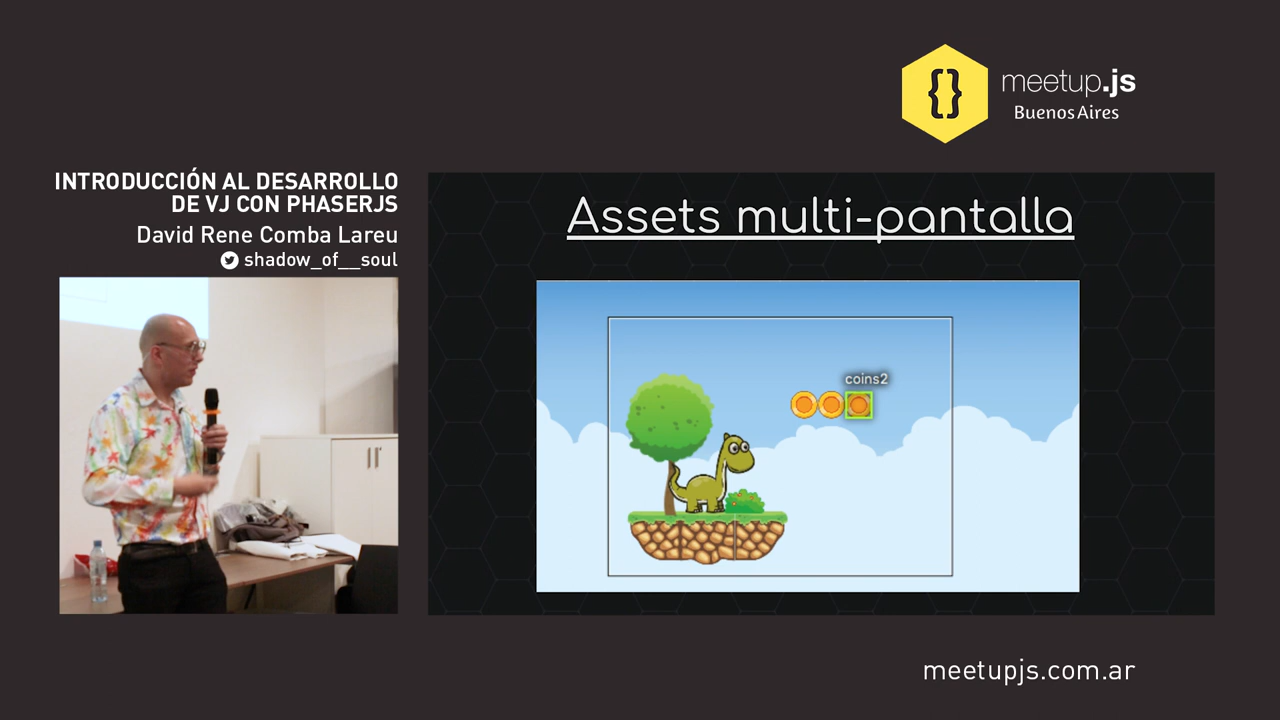 {}
meetup.js
Buenos Aires
INTRODUCCIÓN AL DESARROLLO
DE VJ CON PHASERJS
David Rene Comba Lareu
shadow_of__soul
Assets multi-pantalla
coins2
meetupjs.com.ar